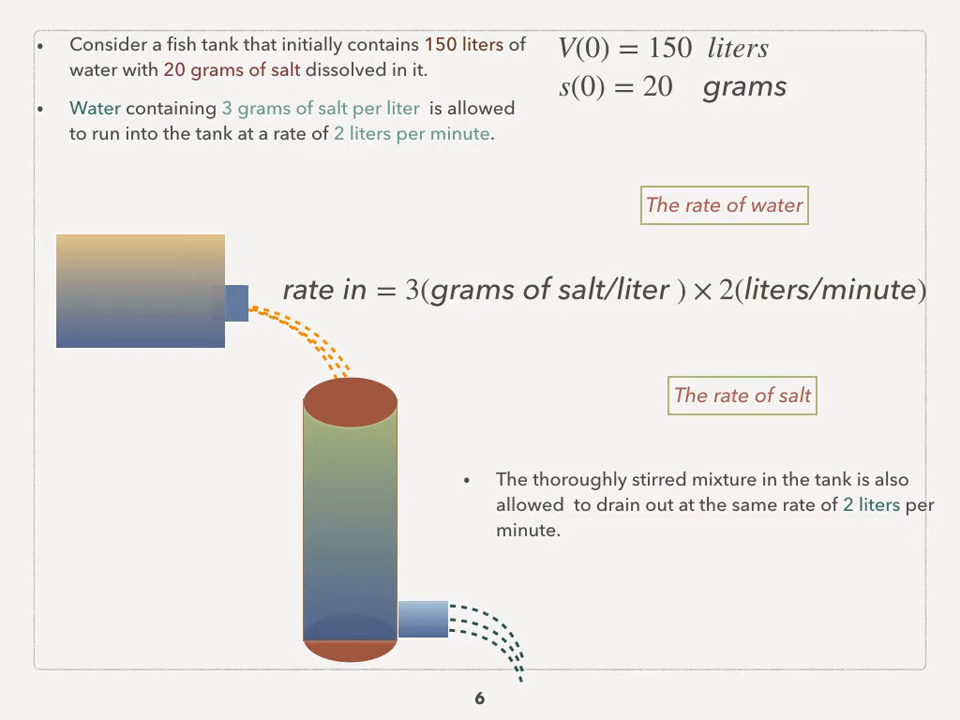 • Consider a fish tank that initially contains 150 liters of
water with 20 grams of salt dissolved in it.
• Water containing 3 grams of salt per liter is allowed
to run into the tank at a rate of 2 liters per minute.
V(0) = 150 liters
s(0) = 20 grams
The rate of water
rate in = 3(grams of salt/liter ) × 2(liters/minute)
The rate of salt
• The thoroughly stirred mixture in the tank is also
allowed to drain out at the same rate of 2 liters per
minute.
6